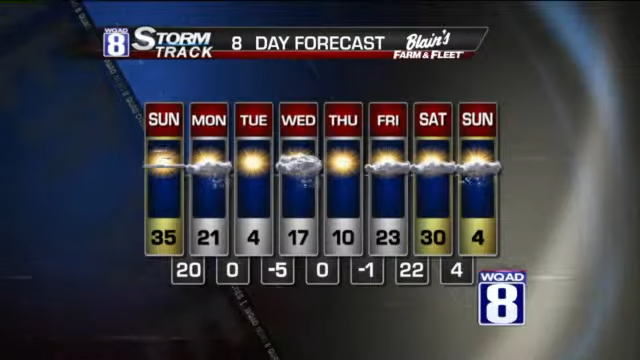 WQAD 8 STORM TRACK 8 DAY FORECAST Blain's FARM & FLEET
SUN MON TUE WED THU FRI SAT SUN
35 21 4 17 10 23 30 4
20 0 -5 0 -1 22 4
WQAD
8